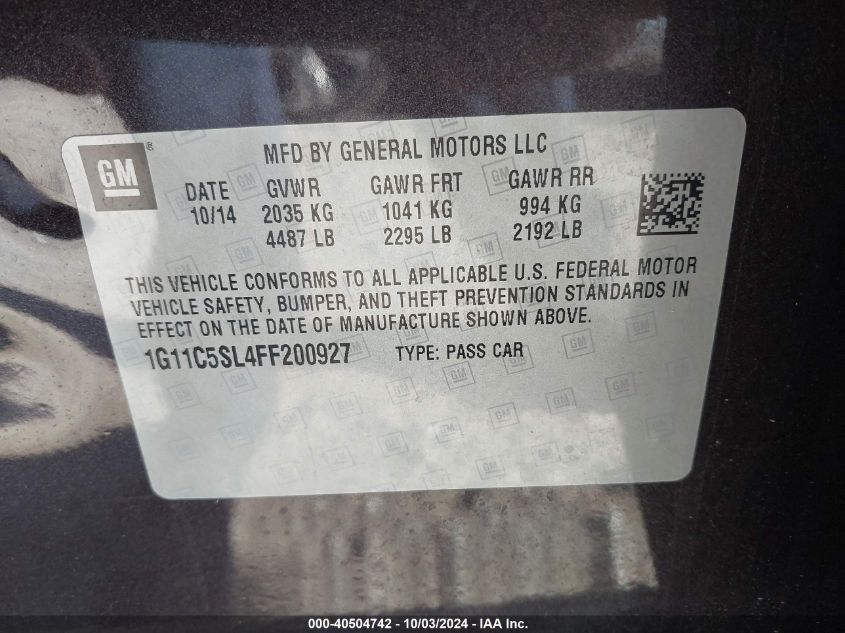 GM ® MFD BY GENERAL MOTORS LLC
DATE GVWR GAWR FRT GAWR RR
10/14 2035 KG 1041 KG 994 KG
4487 LB 2295 LB 2192 LB
THIS VEHICLE CONFORMS TO ALL APPLICABLE U.S. FEDERAL MOTOR
VEHICLE SAFETY, BUMPER, AND THEFT PREVENTION STANDARDS IN
EFFECT ON THE DATE OF MANUFACTURE SHOWN ABOVE.
1G11C5SL4FF200927 TYPE: PASS CAR
000-40504742 - 10/03/2024 - IAA Inc.